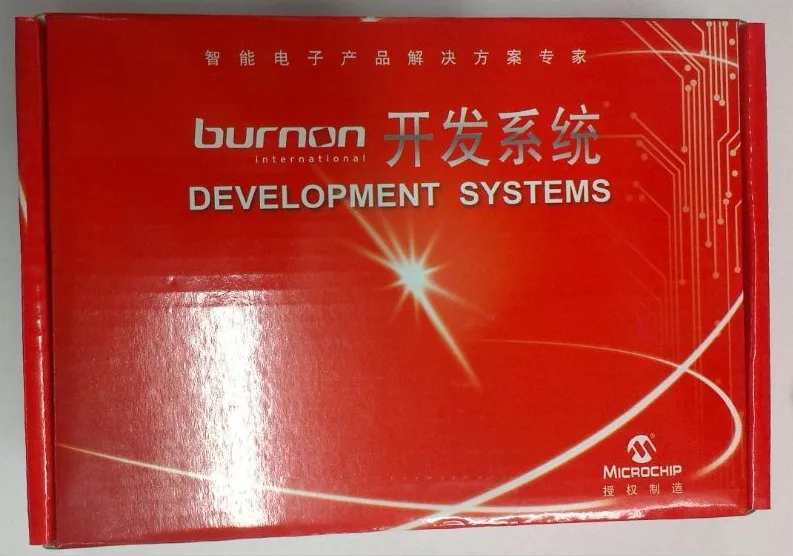 智能电子产品解决方案专家
burnon 开发系统
international
DEVELOPMENT SYSTEMS
MICROCHIP
授权制造